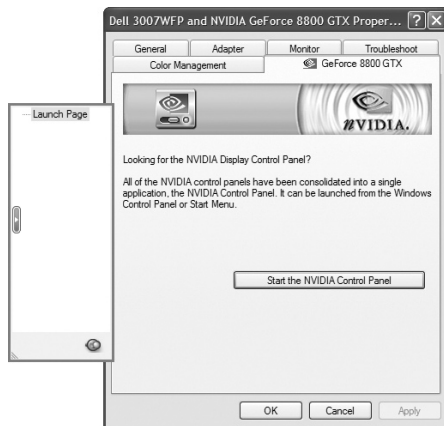 Dell 3007WFP and NVIDIA GeForce 8800 GTX Proper...
General Adapter Monitor Troubleshoot
Color Management GeForce 8800 GTX
Launch Page
NVIDIA.
Looking for the NVIDIA Display Control Panel?
All of the NVIDIA control panels have been consolidated into a single
application, the NVIDIA Control Panel. It can be launched from the Windows
Control Panel or Start Menu.
Start the NVIDIA Control Panel
OK Cancel Apply